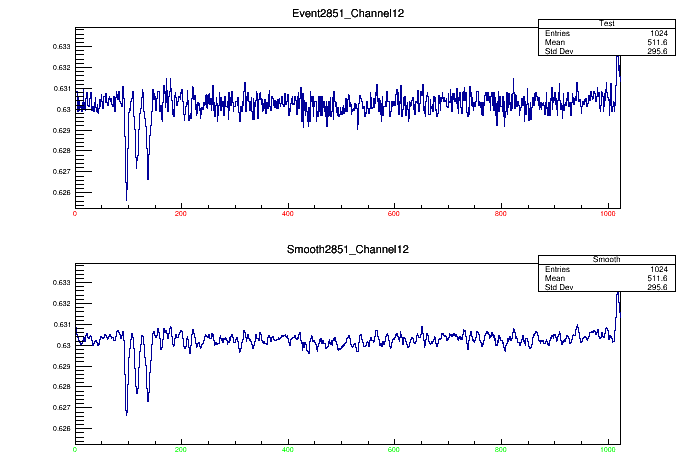 Event2851_Channel12
Test
Entries 1024
Mean 511.6
Std Dev 295.6
0.633
0.632
0.631
0.63
0.629
0.628
0.627
0.626
0 200 400 600 800 1000
Smooth2851_Channel12
Smooth
Entries 1024
Mean 511.6
Std Dev 295.6
0.633
0.632
0.631
0.63
0.629
0.628
0.627
0.626
0 200 400 600 800 1000